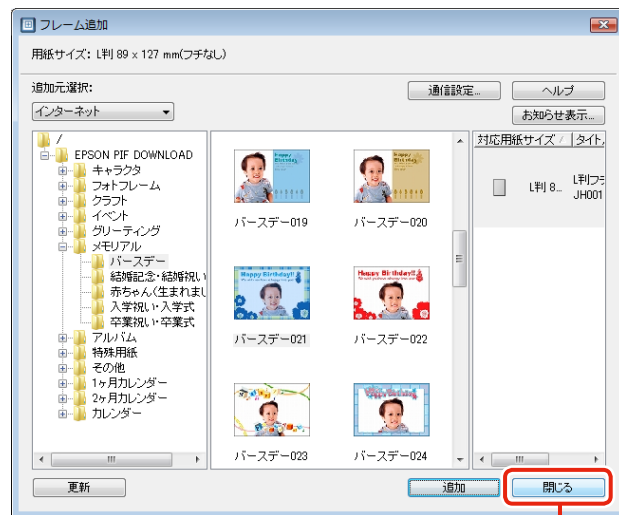 フレーム追加
用紙サイズ: L判 89 x 127 mm(フチなし)
追加元選択:
インターネット
通信設定...
ヘルプ
お知らせ表示...
/
EPSON PIF DOWNLOAD
キャラクタ
フォトフレーム
クラフト
イベント
グリーティング
メモリアル
バースデー
結婚記念・結婚祝い
赤ちゃん(生まれまし
入学祝い・入学式
卒業祝い・卒業式
アルバム
特殊用紙
その他
1ヶ月カレンダー
2ヶ月カレンダー
カレンダー
Happy
Birthday
バースデー019
Happy
Birthday
バースデー020
Happy Birthday!!
バースデー021
Happy Birthday!!
バースデー022
バースデー023
バースデー024
対応用紙サイズ / タイト
L判 8...
L判フラ
JH001
更新
追加
閉じる